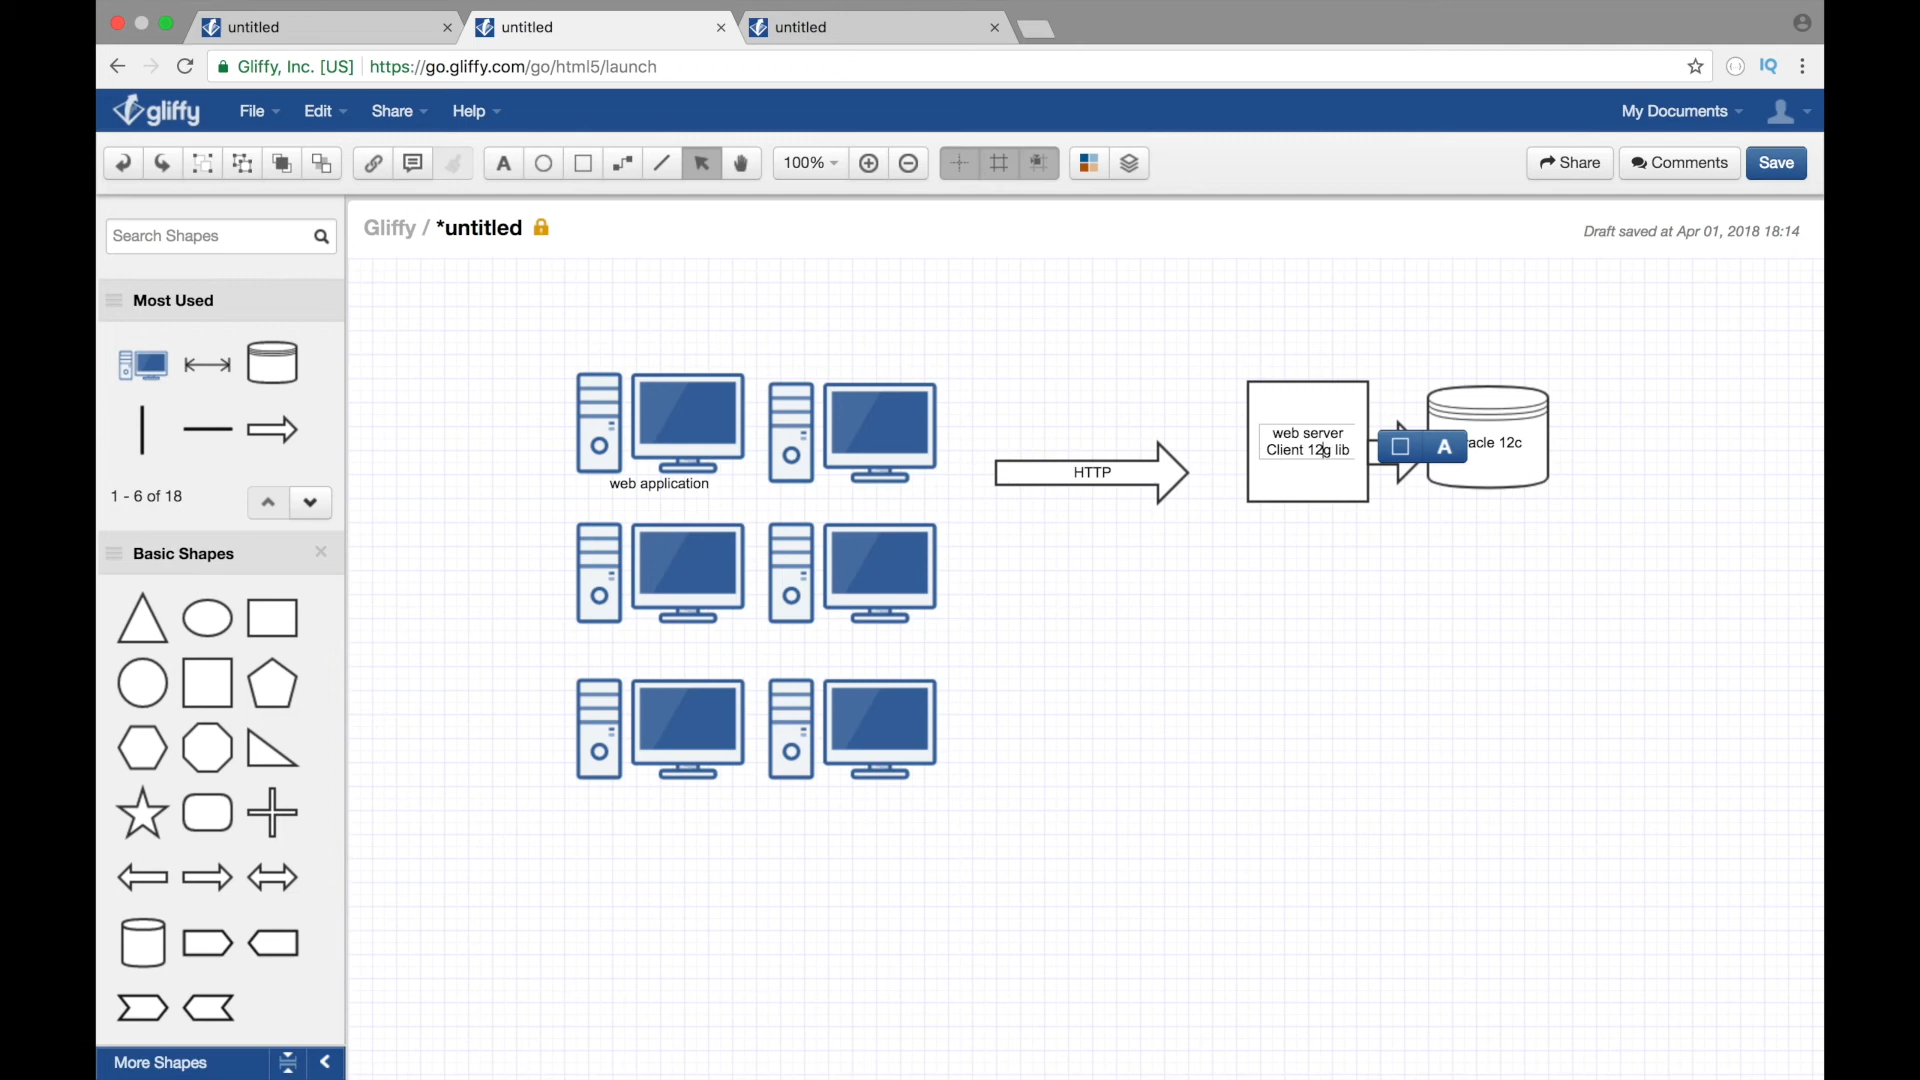 untitled
untitled
untitled
Gliffy, Inc. [US]
https://go.gliffy.com/go/html5/launch
IQ
gliffy
File
Edit
Share
Help
My Documents
A
100%
Share
Comments
Save
Search Shapes
Gliffy / *untitled
Draft saved at Apr 01, 2018 18:14
Most Used
1 - 6 of 18
Basic Shapes
More Shapes
web application
HTTP
web server
Client 12g lib
A
racle 12c